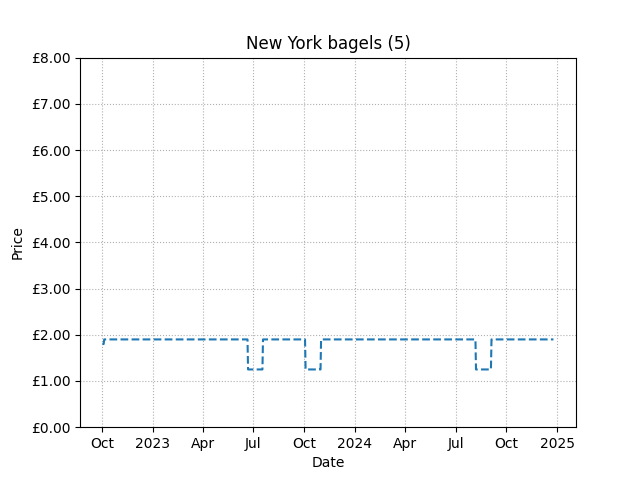 New York bagels (5)
£8.00
£7.00
£6.00
£5.00
£4.00
£3.00
£2.00
£1.00
£0.00
Price
Oct 2023 Apr Jul Oct 2024 Apr Jul Oct 2025
Date